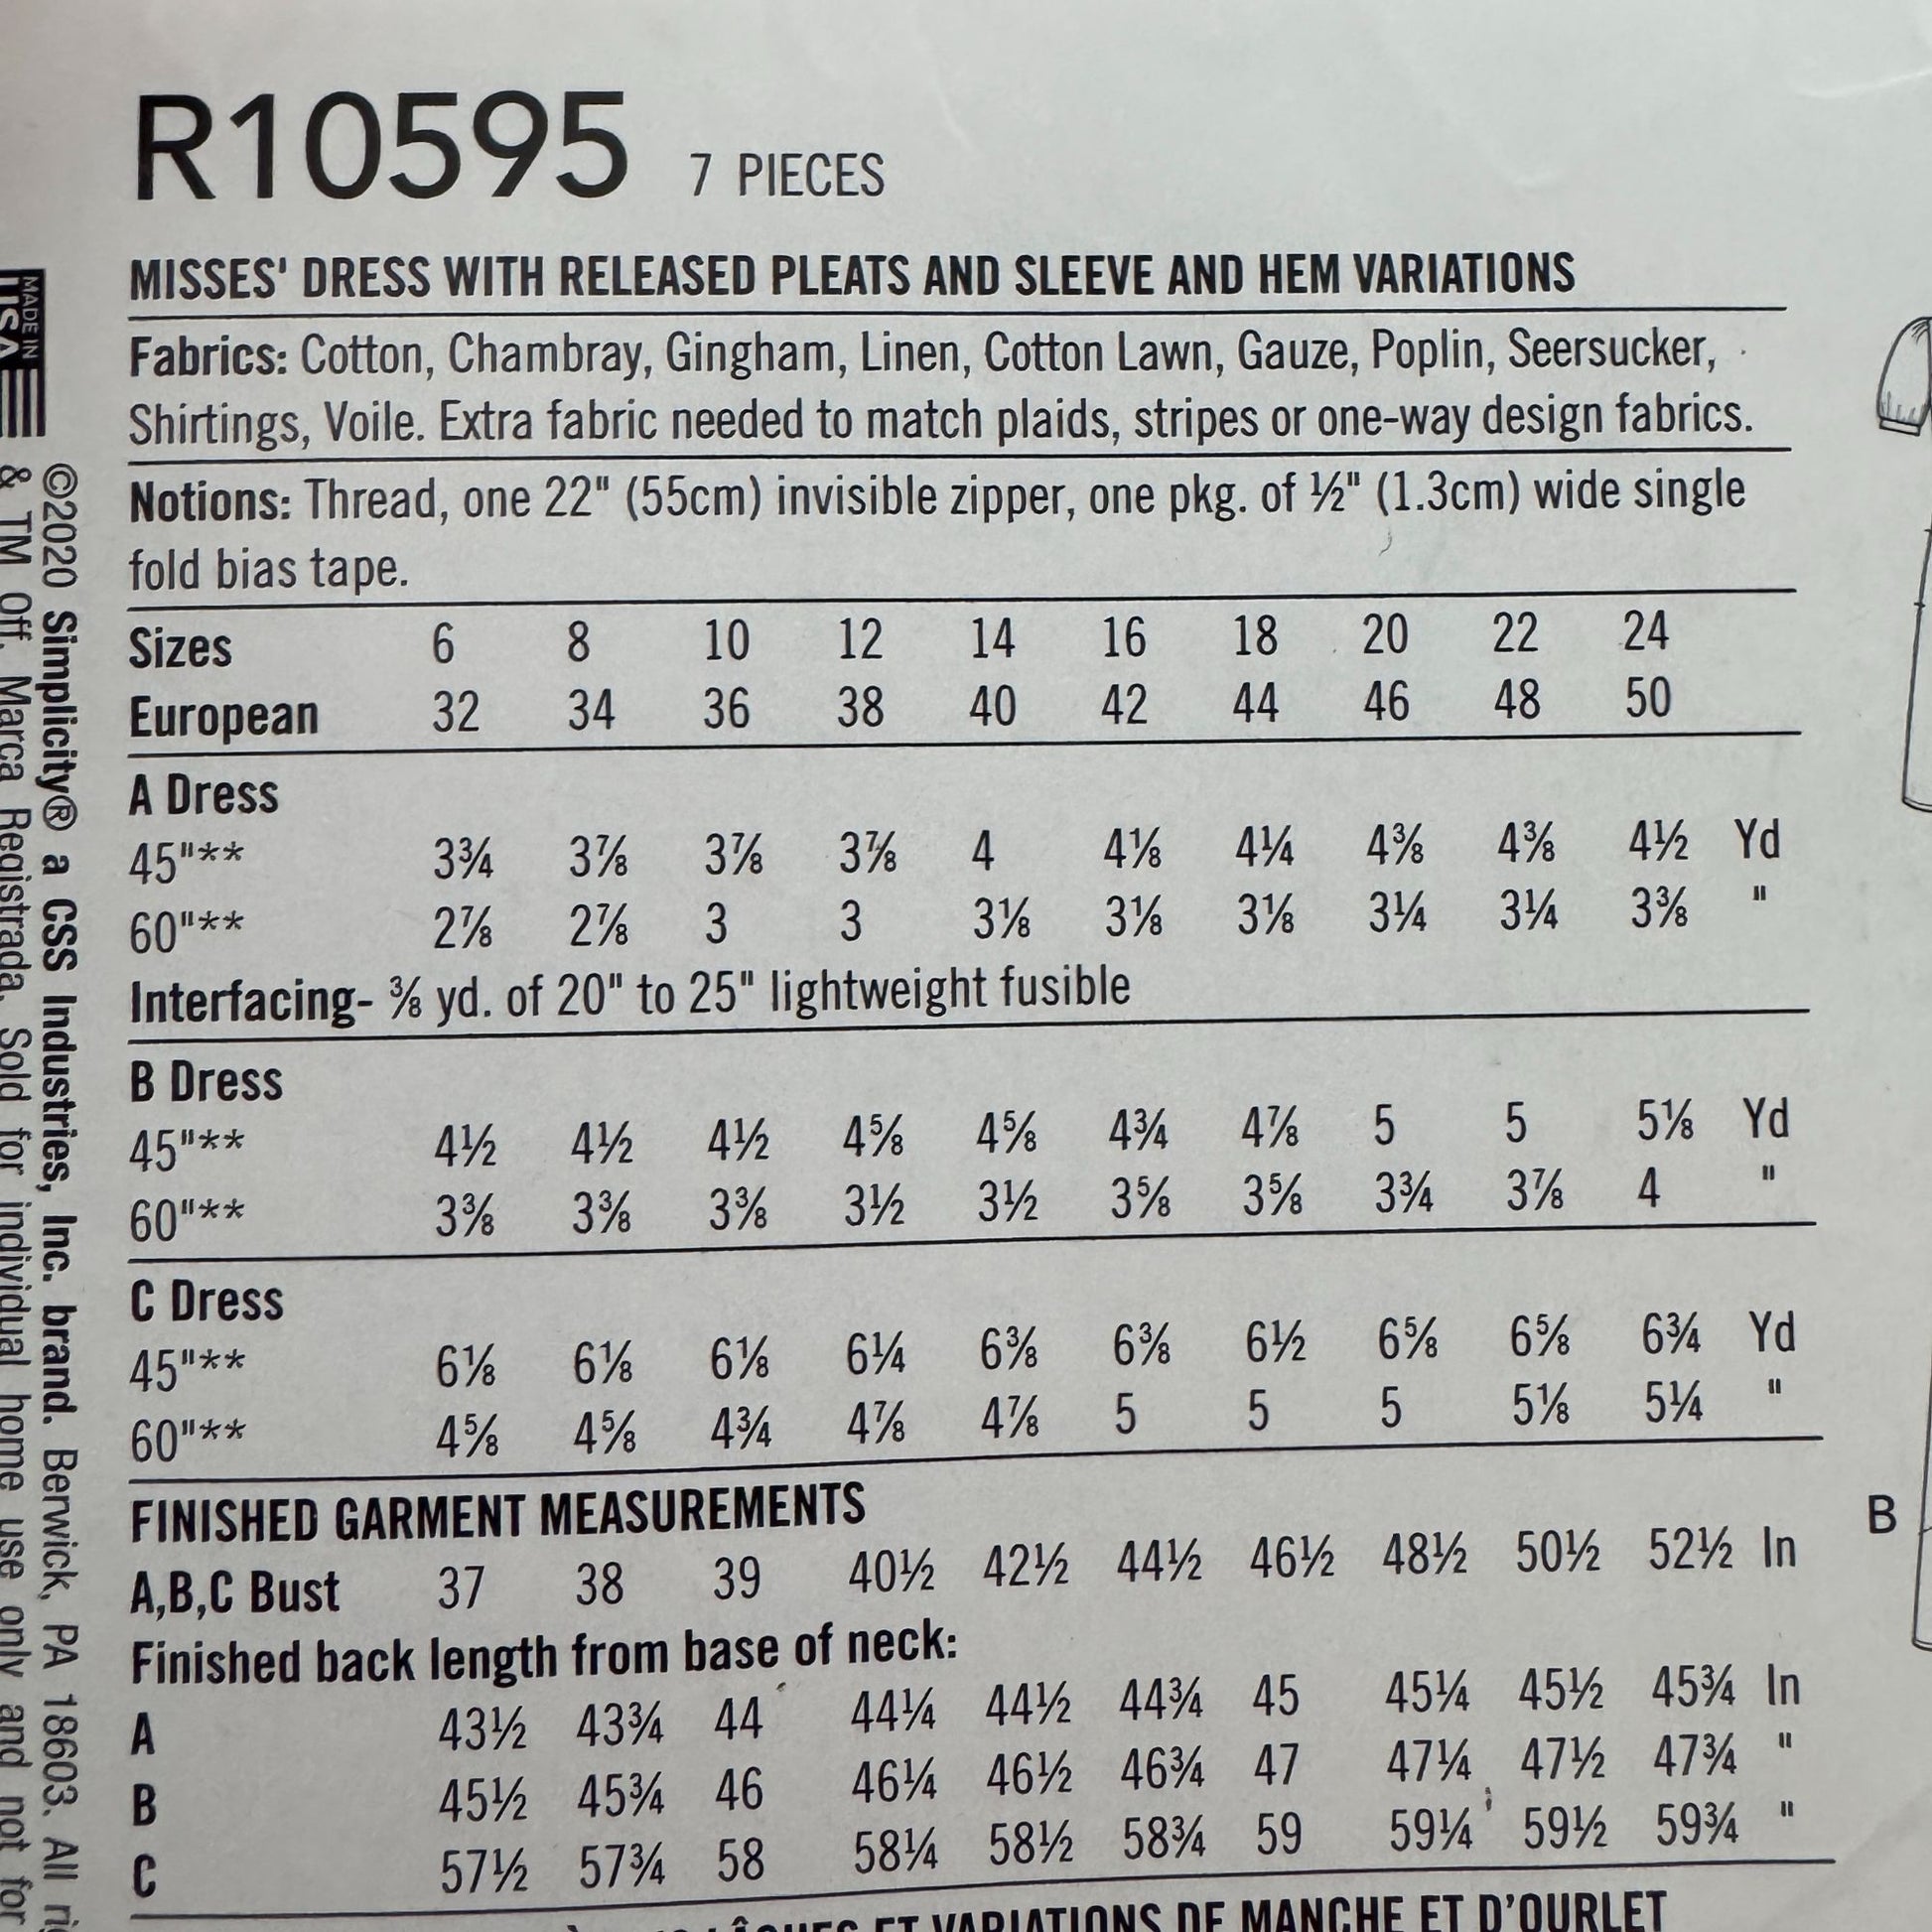 R10595 7 PIECES
MISSES' DRESS WITH RELEASED PLEATS AND SLEEVE AND HEM VARIATIONS
Fabrics: Cotton, Chambray, Gingham, Linen, Cotton Lawn, Gauze, Poplin, Seersucker,
Shirtings, Voile. Extra fabric needed to match plaids, stripes or one-way design fabrics.
Notions: Thread, one 22" (55cm) invisible zipper, one pkg. of ½" (1.3cm) wide single
fold bias tape.
Sizes 6 8 10 12 14 16 18 20 22 24
European 32 34 36 38 40 42 44 46 48 50
A Dress
45"** 3¾ 3⅞ 3⅞ 3⅞ 4 4⅛ 4¼ 4⅜ 4⅜ 4½ Yd
60"** 2⅞ 2⅞ 3 3 3⅛ 3⅛ 3⅛ 3¼ 3¼ 3⅜ "
Interfacing- ⅜ yd. of 20" to 25" lightweight fusible
B Dress
45"** 4½ 4½ 4½ 4⅝ 4⅝ 4¾ 4⅞ 5 5 5⅛ Yd
60"** 3⅜ 3⅜ 3⅜ 3½ 3½ 3⅝ 3⅝ 3¾ 3⅞ 4 "
C Dress
45"** 6⅛ 6⅛ 6⅛ 6¼ 6⅜ 6⅜ 6½ 6⅝ 6⅝ 6¾ Yd
60"** 4⅝ 4⅝ 4¾ 4⅞ 4⅞ 5 5 5 5⅛ 5¼ "
FINISHED GARMENT MEASUREMENTS
A,B,C Bust 37 38 39 40½ 42½ 44½ 46½ 48½ 50½ 52½ In
Finished back length from base of neck:
A 43½ 43¾ 44 44¼ 44½ 44¾ 45 45¼ 45½ 45¾ In
B 45½ 45¾ 46 46¼ 46½ 46¾ 47 47¼ 47½ 47¾ "
C 57½ 57¾ 58 58¼ 58½ 58¾ 59 59¼ 59½ 59¾ "
ET VARIATIONS DE MANCHE ET D'OURLET
MADE IN
USA
©2020 Simplicity® a CSS Industries, Inc. brand. Berwick, PA 18603. All
& TM Off. Marca Registrada. Sold for individual home use only and not for
B